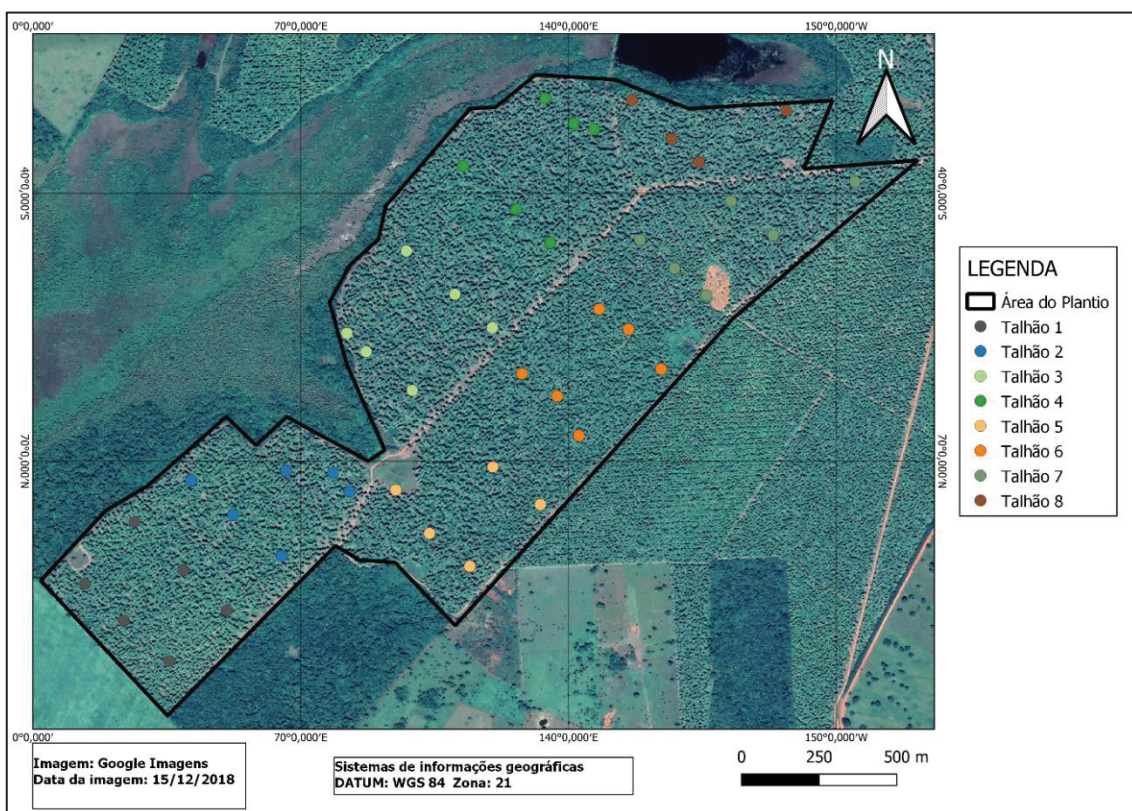 0°0,000' 70°0,000'E 140°0,000'E 150°0,000'W
N
40°0,000'S 40°0,000'S
LEGENDA
Área do Plantio
Talhão 1
Talhão 2
Talhão 3
Talhão 4
Talhão 5
Talhão 6
Talhão 7
Talhão 8
70°0,000'N 70°0,000'N
0°0,000' 70°0,000'E 140°0,000'E 150°0,000'W
Imagem: Google Imagens
Data da imagem: 15/12/2018
Sistemas de informações geográficas
DATUM: WGS 84 Zona: 21
0 250 500 m